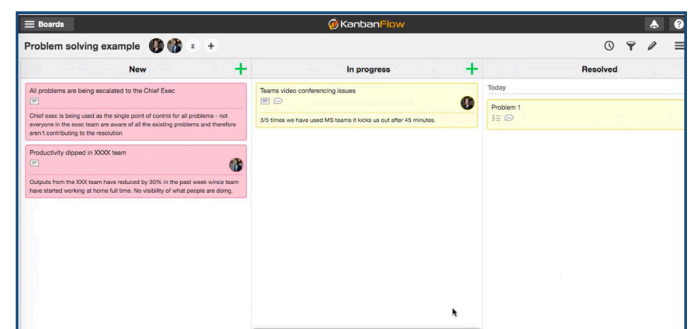 Boards
KanbanFlow
?
Problem solving example 2 +
New +
In progress +
Resolved
All problems are being escalated to the Chief Exec
Chief exec is being used as the single point of control for all problems - not
everyone in the exec team are aware of all the existing problems and therefore
aren't contributing to the resolution
Productivity dipped in XXXX team
Outputs from the XXX team have reduced by 30% in the past week wince team
have started working at home full time. No visibility of what people are doing.
Teams video conferencing issues
3/5 times we have used MS teams it kicks us out after 45 minutes.
Today
Problem 1